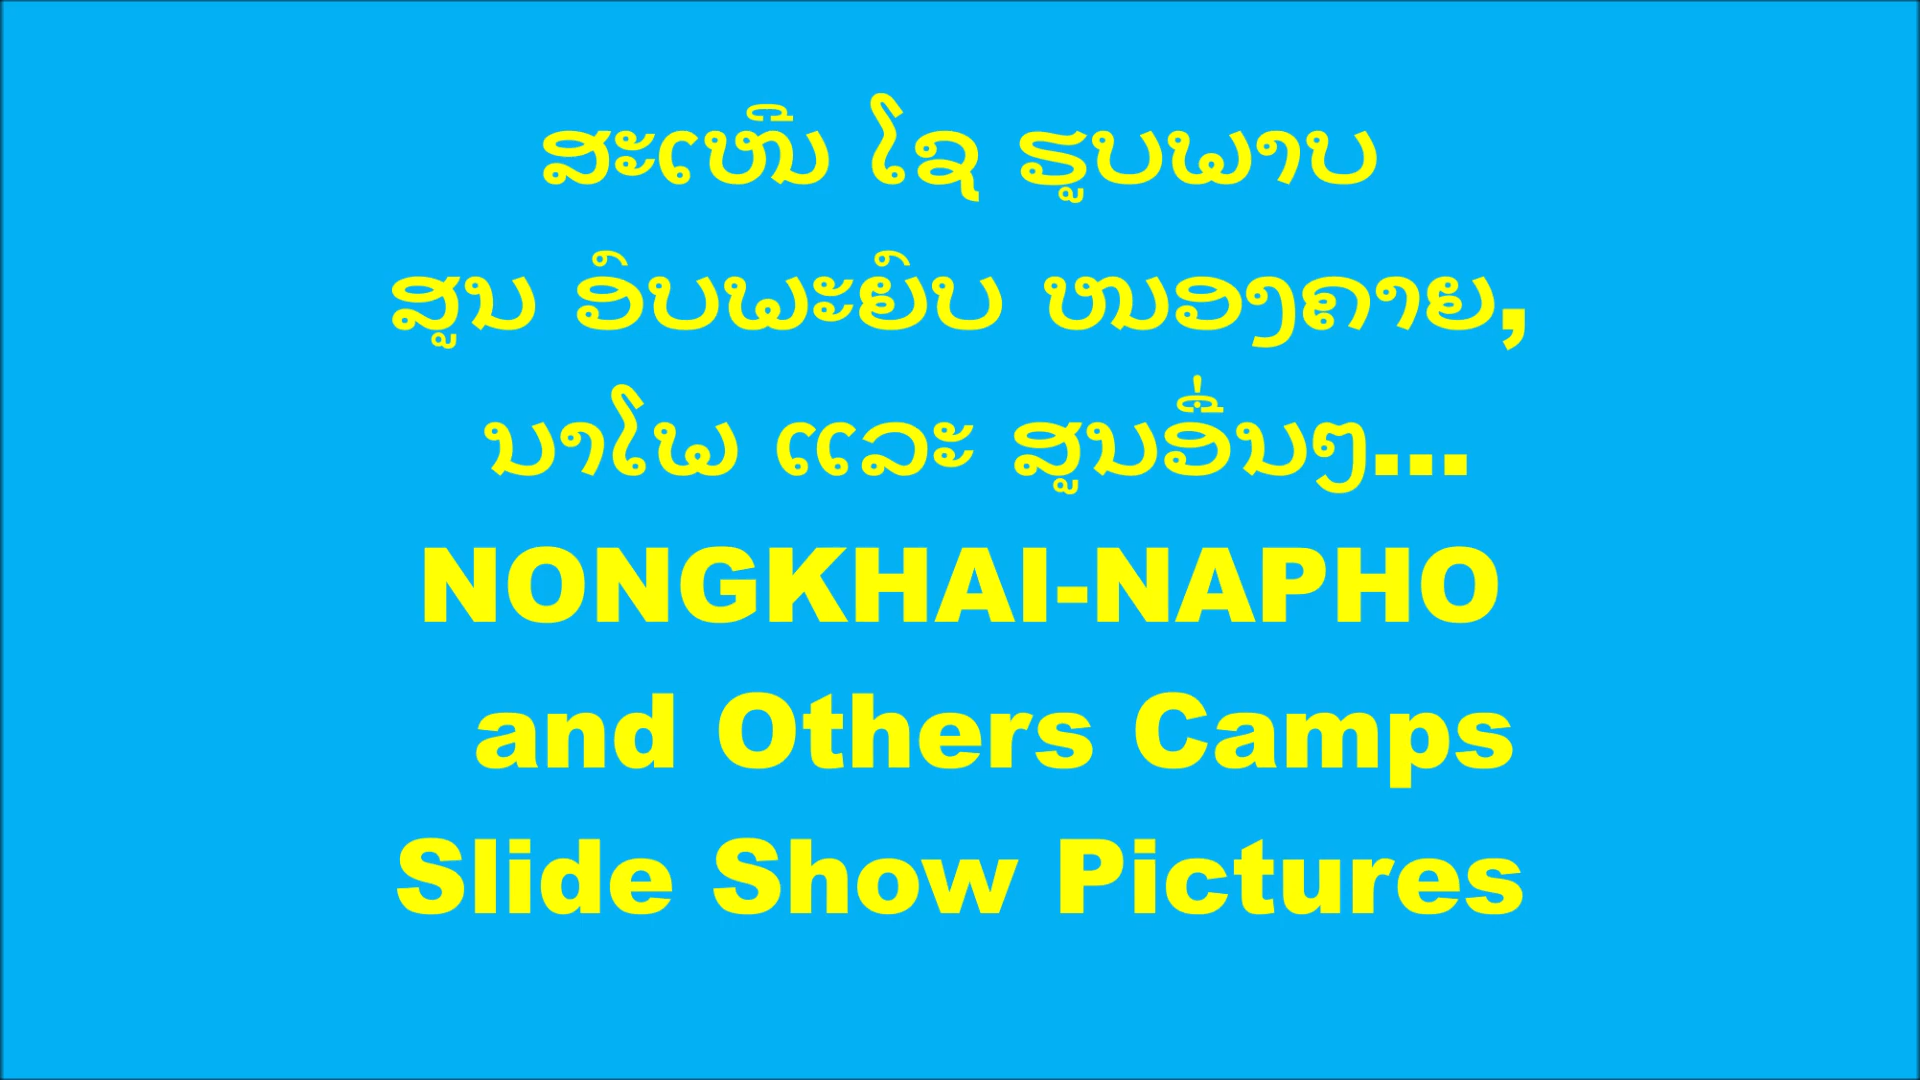 ສະເໜີ ໂຊ ຮູບພາບ
ສູນ ອົບພະຍົບ ໜອງຄາຍ,
ນາໂພ ແລະ ສູນອື່ນໆ...
NONGKHAI-NAPHO
and Others Camps
Slide Show Pictures